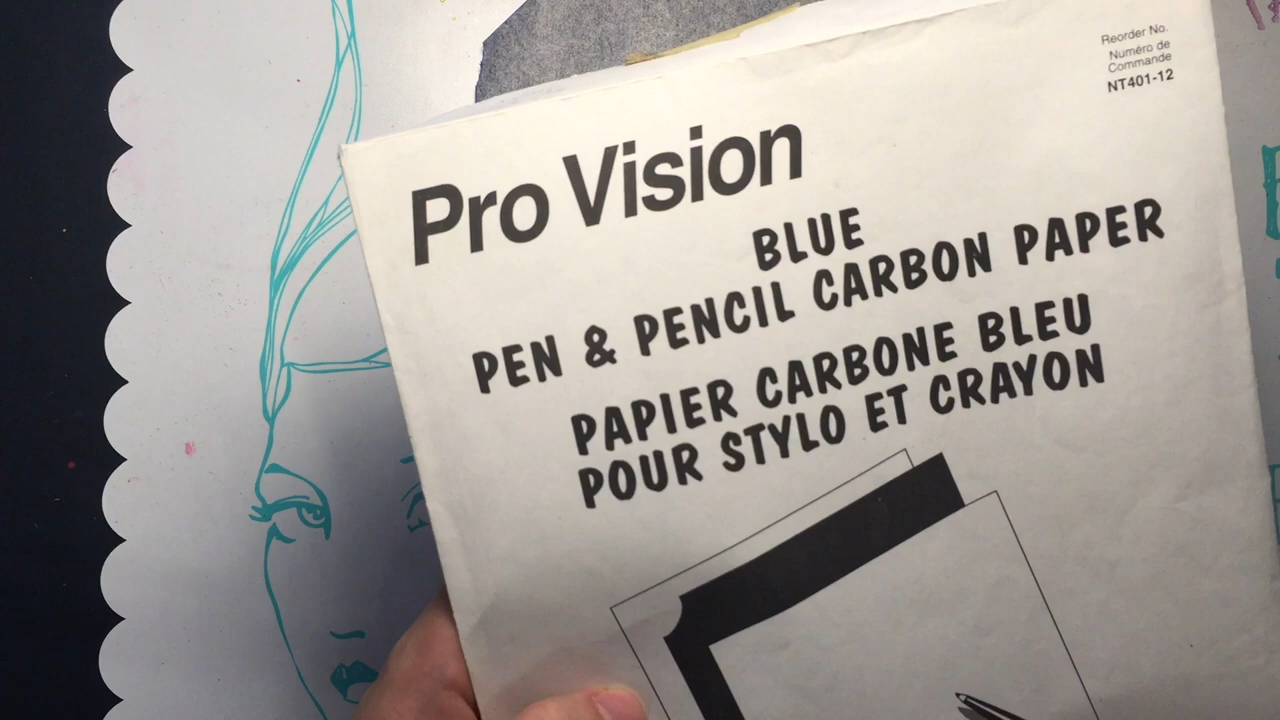 Reorder No.
Numéro de
Commande
NT401-12
Pro Vision
BLUE
PEN & PENCIL CARBON PAPER
PAPIER CARBONE BLEU
POUR STYLO ET CRAYON